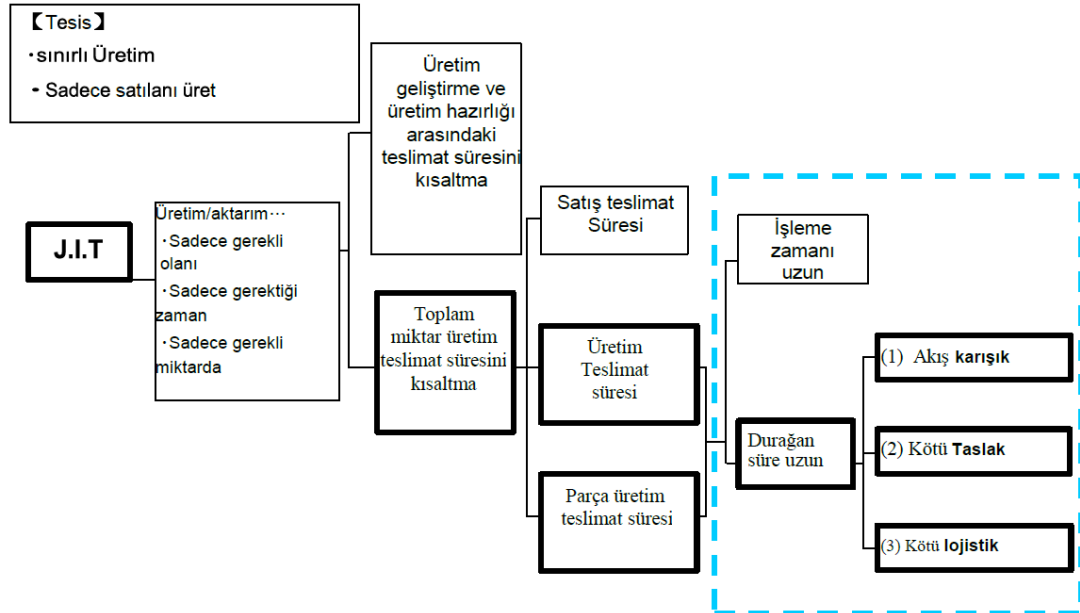 【Tesis】
・sınırlı Üretim
・Sadece satılanı üret
J.I.T
Üretim/aktarım…
・Sadece gerekli
olanı
・Sadece gerektiği
zaman
・Sadece gerekli
miktarda
Üretim
geliştirme ve
üretim hazırlığı
arasındaki
teslimat süresini
kısaltma
Toplam
miktar üretim
teslimat süresini
kısaltma
Satış teslimat
Süresi
Üretim
Teslimat
süresi
Parça üretim
teslimat süresi
İşleme
zamanı
uzun
Durağan
süre uzun
(1) Akış karışık
(2) Kötü Taslak
(3) Kötü lojistik